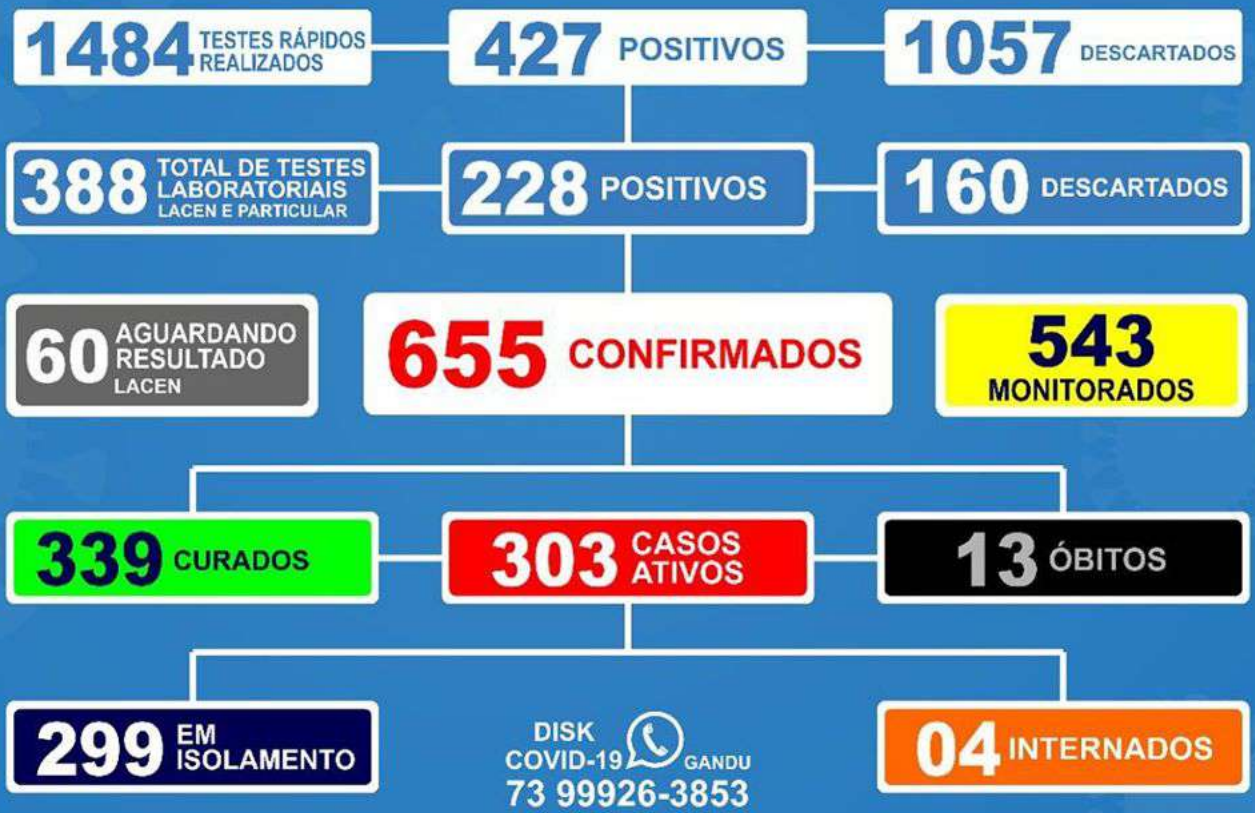 1484 TESTES RÁPIDOS
REALIZADOS
427 POSITIVOS
1057 DESCARTADOS
388 TOTAL DE TESTES
LABORATORIAIS
LACEN E PARTICULAR
228 POSITIVOS
160 DESCARTADOS
60 AGUARDANDO
RESULTADO
LACEN
655 CONFIRMADOS
543
MONITORADOS
339 CURADOS
303 CASOS
ATIVOS
13 ÓBITOS
299 EM
ISOLAMENTO
DISK
COVID-19 GANDU
73 99926-3853
04 INTERNADOS